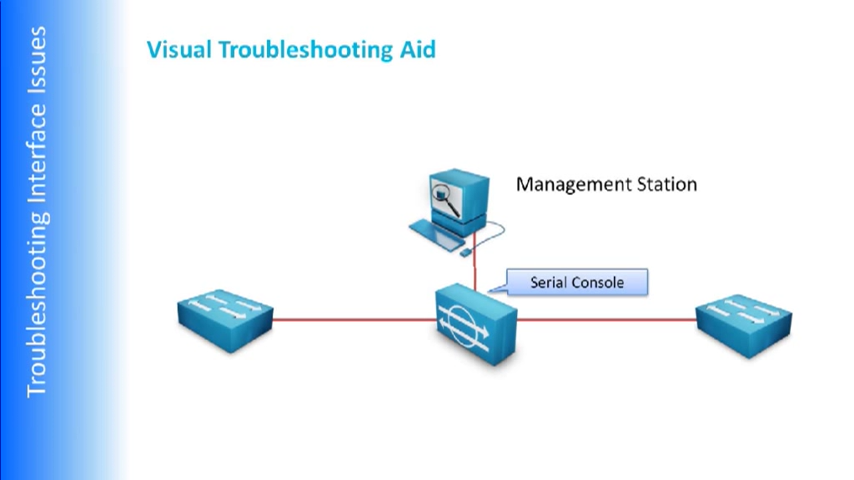 Troubleshooting Interface Issues
Visual Troubleshooting Aid
Management Station
Serial Console